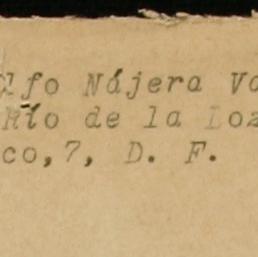 lfo Nájera Va
Río de la Loz
co,7, D. F.